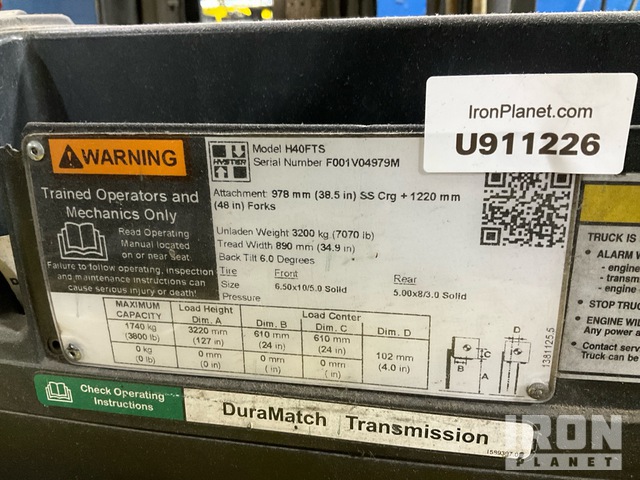 IronPlanet.com
U911226
WARNING
Trained Operators and
Mechanics Only
Read Operating
Manual located
on or near seat
Failure to follow operating, inspection
and maintenance instructions can
cause serious injury or death!
HYSTER
Model H40FTS
Serial Number F001V04979M
Attachment 978 mm (38.5 in) SS Crg + 1220 mm
(48 in) Forks
Unladen Weight 3200 kg (7070 lb)
Tread Width 890 mm (34.9 in)
Back Tilt 6.0 Degrees
Tire Front Rear
Size 6.50x10/5.0 Solid 5.00x8/3.0 Solid
Pressure
MAXIMUM CAPACITY Load Height Load Center
Dim. A Dim. B Dim. C Dim. D
1740 kg 3220 mm 610 mm 610 mm
(3800 lb) (127 in) (24 in) (24 in)
0 kg 0 mm 0 mm 0 mm 102 mm
(0 lb) (0 in) (0 in) (0 in) (4.0 in)
D
C
B
A
1381125.5
TRUCK IS
ALARM W
- engine
- transm
- engine
STOP TRUC
ENGINE WIL
Any power a
Contact servic
Truck can be
Check Operating
Instructions
DuraMatch Transmission
IRON
PLANET